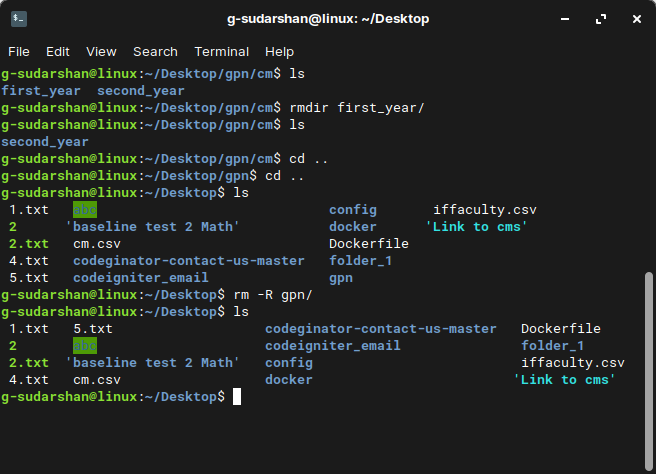 g-sudarshan@linux: ~/Desktop
File Edit View Search Terminal Help
g-sudarshan@linux:~/Desktop/gpn/cm$ ls
first_year  second_year
g-sudarshan@linux:~/Desktop/gpn/cm$ rmdir first_year/
g-sudarshan@linux:~/Desktop/gpn/cm$ ls
second_year
g-sudarshan@linux:~/Desktop/gpn/cm$ cd ..
g-sudarshan@linux:~/Desktop/gpn$ cd ..
g-sudarshan@linux:~/Desktop$ ls
1.txt   abc   config   iffaculty.csv
2   'baseline test 2 Math'   docker   'Link to cms'
2.txt   cm.csv   Dockerfile
4.txt   codeginator-contact-us-master   folder_1
5.txt   codeigniter_email   gpn
g-sudarshan@linux:~/Desktop$ rm -R gpn/
g-sudarshan@linux:~/Desktop$ ls
1.txt   5.txt   codeginator-contact-us-master   Dockerfile
2   abc   codeigniter_email   folder_1
2.txt   'baseline test 2 Math'   config   iffaculty.csv
4.txt   cm.csv   docker   'Link to cms'
g-sudarshan@linux:~/Desktop$